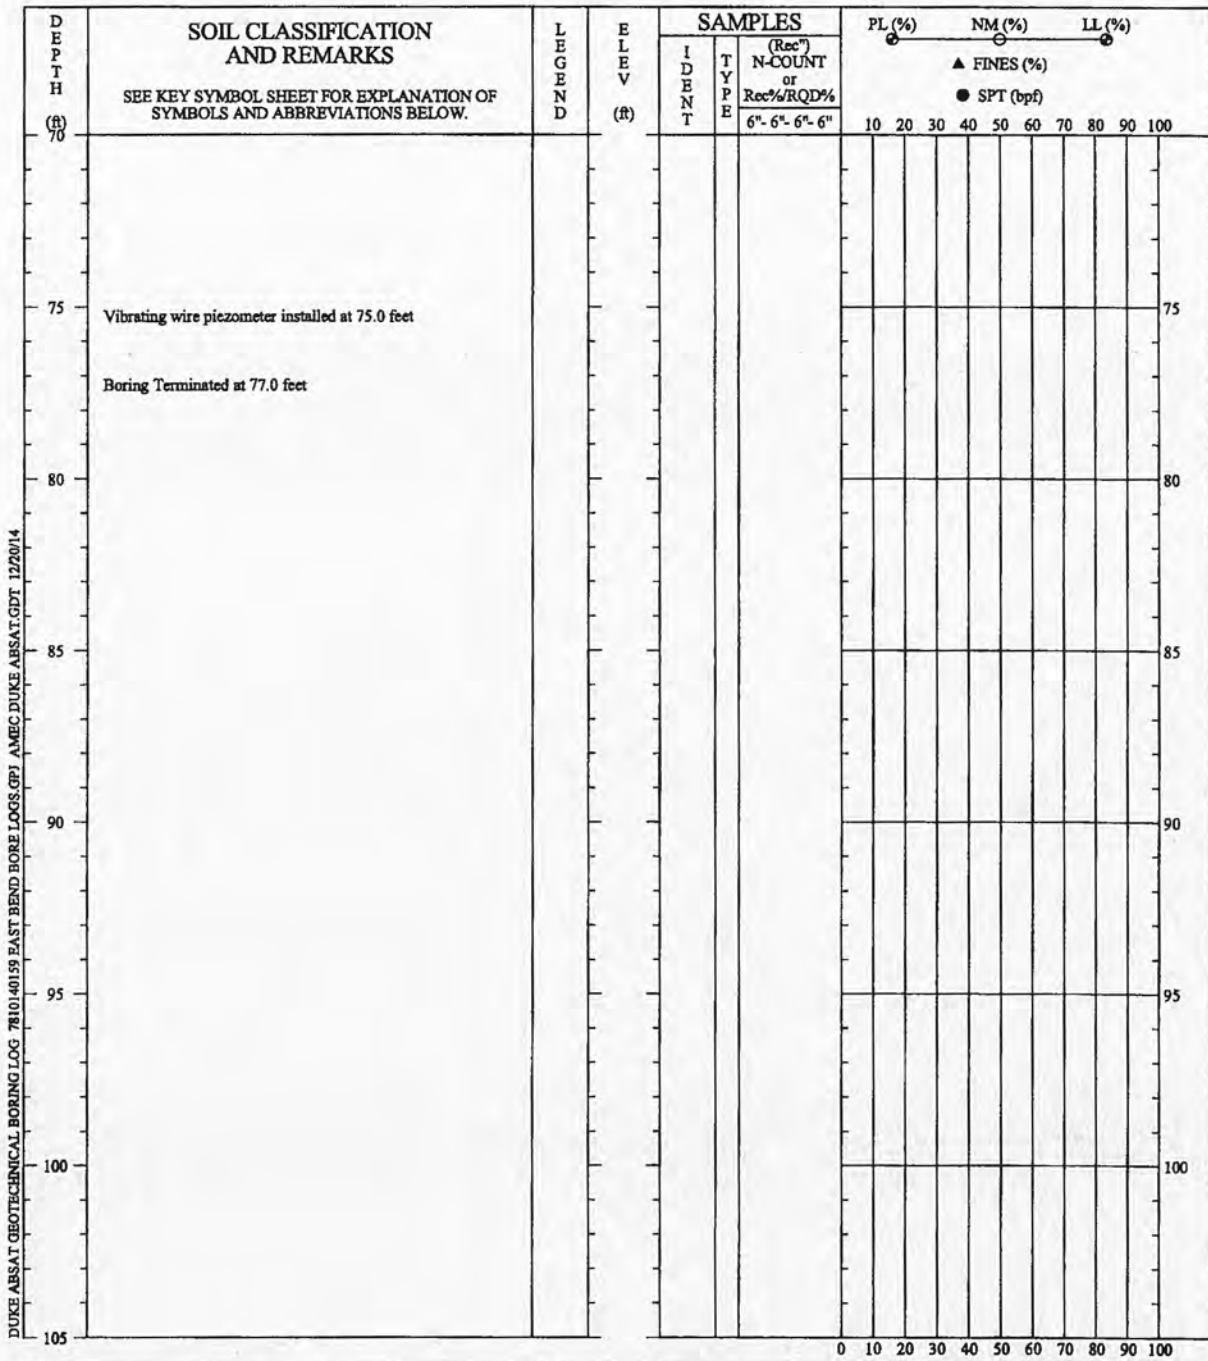 DEPTH
(ft)
SOIL CLASSIFICATION
AND REMARKS
SEE KEY SYMBOL SHEET FOR EXPLANATION OF
SYMBOLS AND ABBREVIATIONS BELOW.
LEGEND
ELEV
(ft)
SAMPLES
IDENT
TYPE
(Rec")
N-COUNT
or
Rec%/RQD%
6"- 6"- 6"- 6"
PL (%) NM (%) LL (%)
▲ FINES (%)
● SPT (bpf)
10 20 30 40 50 60 70 80 90 100
70
75 Vibrating wire piezometer installed at 75.0 feet 75
Boring Terminated at 77.0 feet
80 80
85 85
90 90
95 95
100 100
105
0 10 20 30 40 50 60 70 80 90 100
DUKE ABSAT GEOTECHNICAL BORING LOG 7810140159 EAST BEND BORE LOGS.GPJ AMEC DUKE ABSAT.GDT 12/20/14